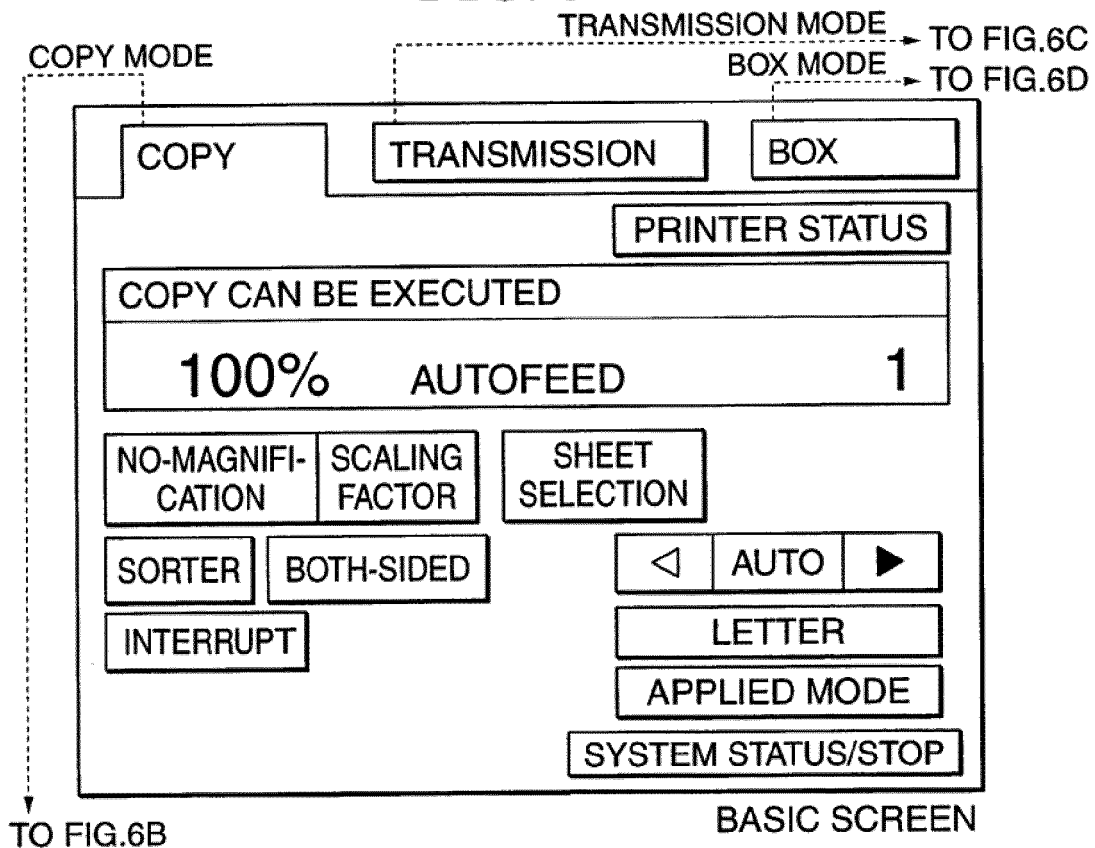 TRANSMISSION MODE
TO FIG.6C
COPY MODE
BOX MODE
TO FIG.6D
COPY
TRANSMISSION
BOX
PRINTER STATUS
COPY CAN BE EXECUTED
100% AUTOFEED 1
NO-MAGNIFI-
CATION
SCALING
FACTOR
SHEET
SELECTION
SORTER
BOTH-SIDED
◁ AUTO ▶
INTERRUPT
LETTER
APPLIED MODE
SYSTEM STATUS/STOP
BASIC SCREEN
TO FIG.6B